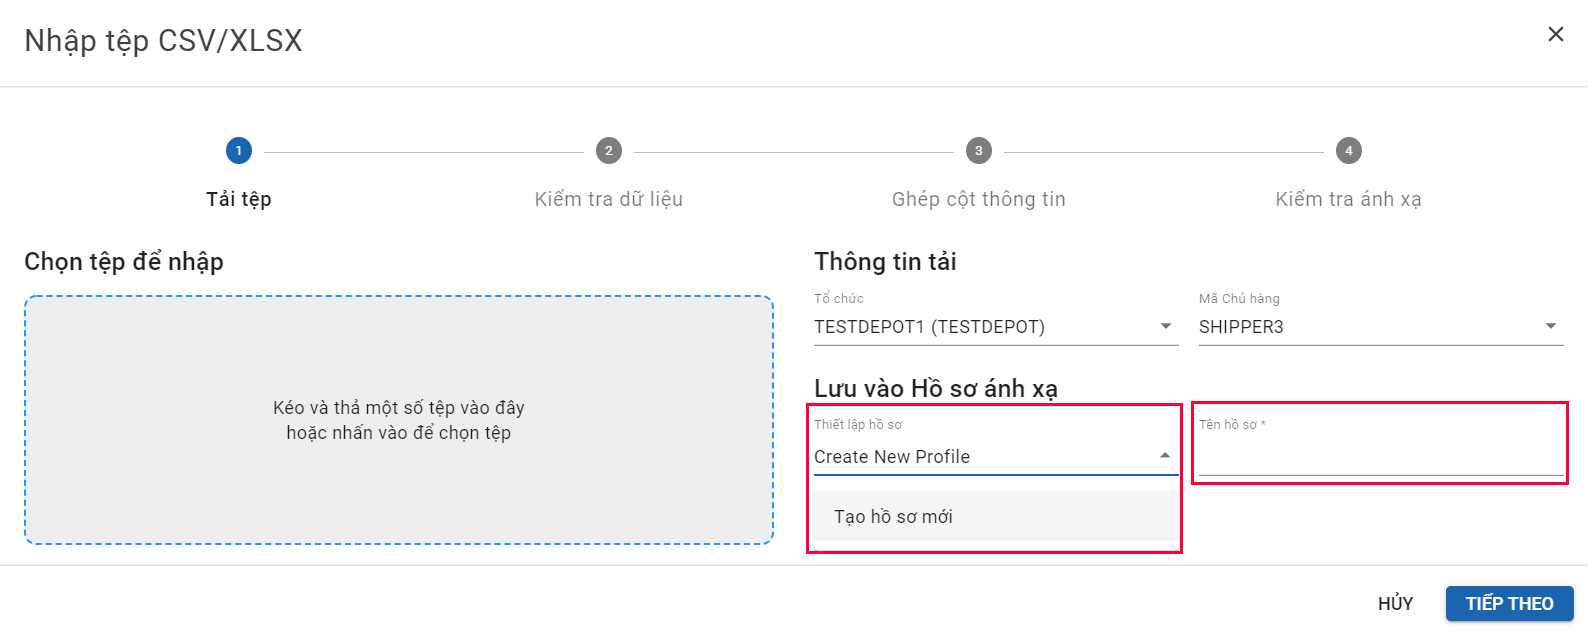 Nhập tệp CSV/XLSX
1
2
3
4
Tải tệp
Kiểm tra dữ liệu
Ghép cột thông tin
Kiểm tra ánh xạ
Chọn tệp để nhập
Kéo và thả một số tệp vào đây
hoặc nhấn vào để chọn tệp
Thông tin tải
Tổ chức
TESTDEPOT1 (TESTDEPOT)
Mã Chủ hàng
SHIPPER3
Lưu vào Hồ sơ ánh xạ
Thiết lập hồ sơ
Create New Profile
Tạo hồ sơ mới
Tên hồ sơ *
HỦY
TIẾP THEO